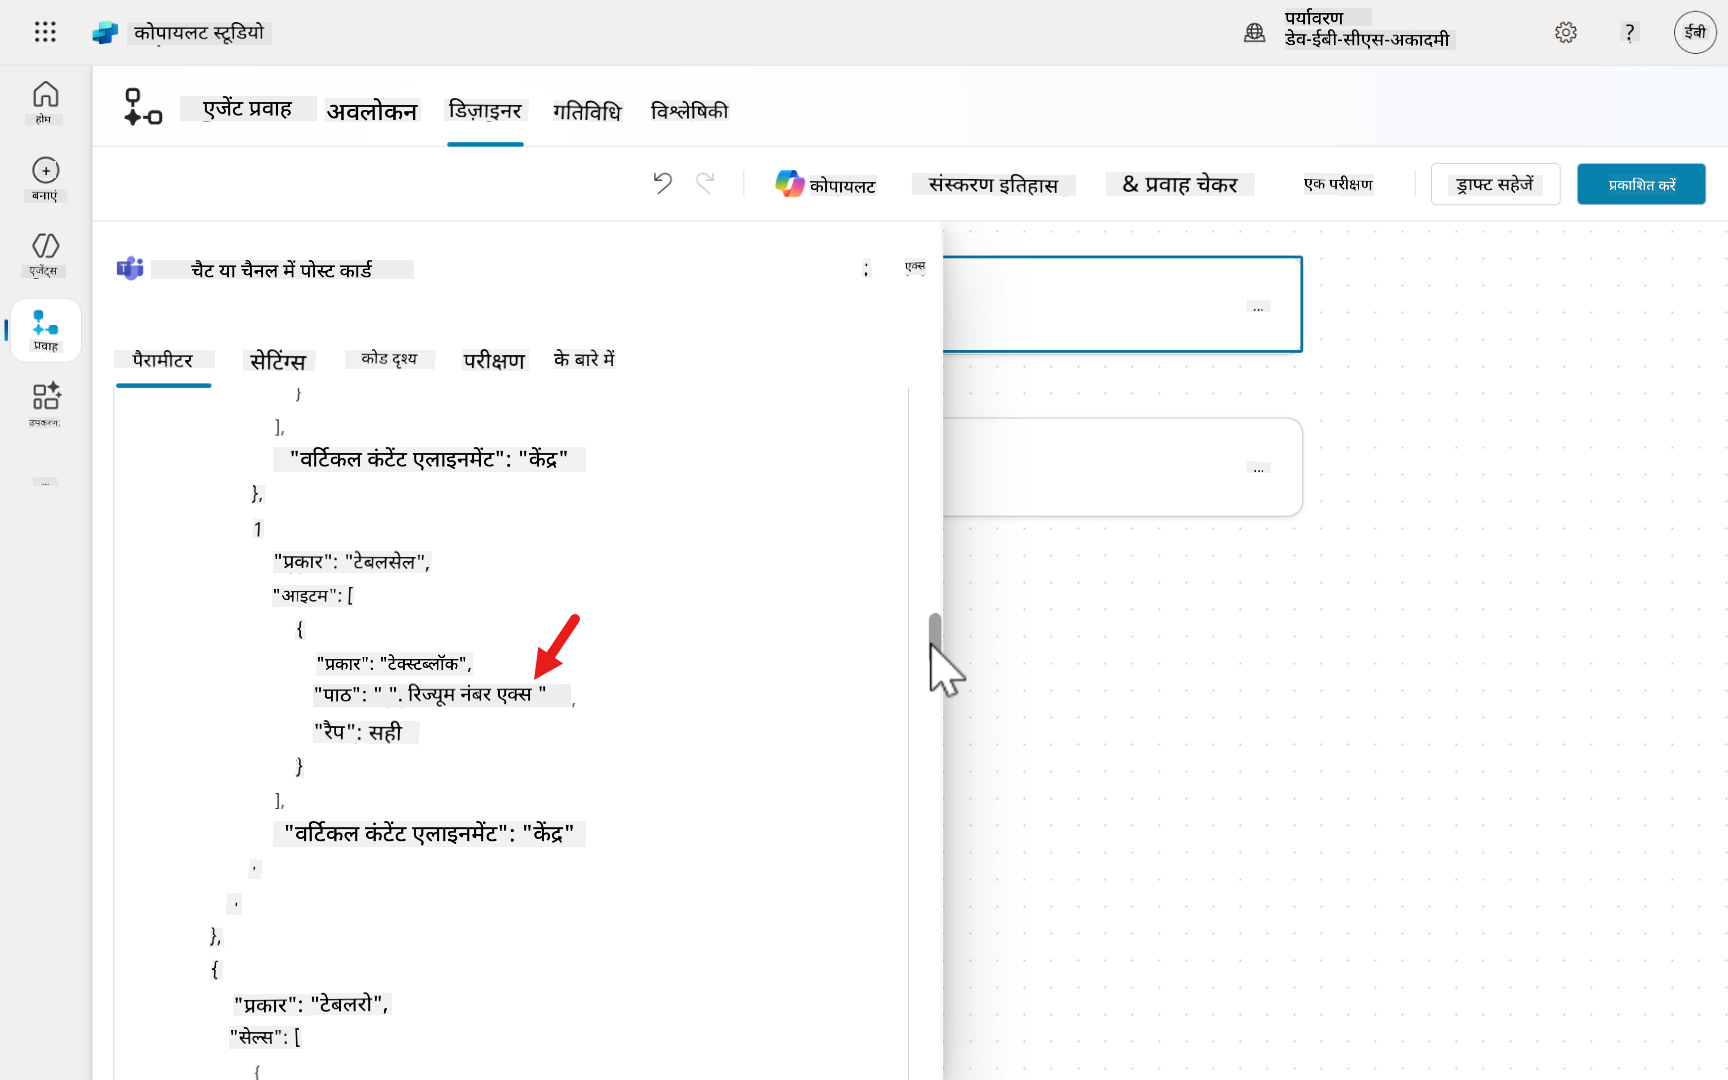 कोपायलट स्टूडियो
पर्यावरण
डेव-ईबी-सीएस-अकादमी
?
ईबी
होम
बनाएं
एजेंट्स
प्रवाह
उपकरण
...
एजेंट प्रवाह
अवलोकन
डिज़ाइनर
गतिविधि
विश्लेषिकी
कोपायलट
संस्करण इतिहास
& प्रवाह चेकर
एक परीक्षण
ड्राफ्ट सहेजें
प्रकाशित करें
चैट या चैनल में पोस्ट कार्ड
:
एक्स
पैरामीटर
सेटिंग्स
कोड दृश्य
परीक्षण
के बारे में
}
],
"वर्टिकल कंटेंट एलाइनमेंट": "केंद्र"
},
1
"प्रकार": "टेबलसेल",
"आइटम": [
{
"प्रकार": "टेक्स्टब्लॉक",
"पाठ": " ". रिज्यूम नंबर एक्स " ,
"रैप": सही
}
],
"वर्टिकल कंटेंट एलाइनमेंट": "केंद्र"
,
,
},
{
"प्रकार": "टेबलरो",
"सेल्स": [
{
...
...